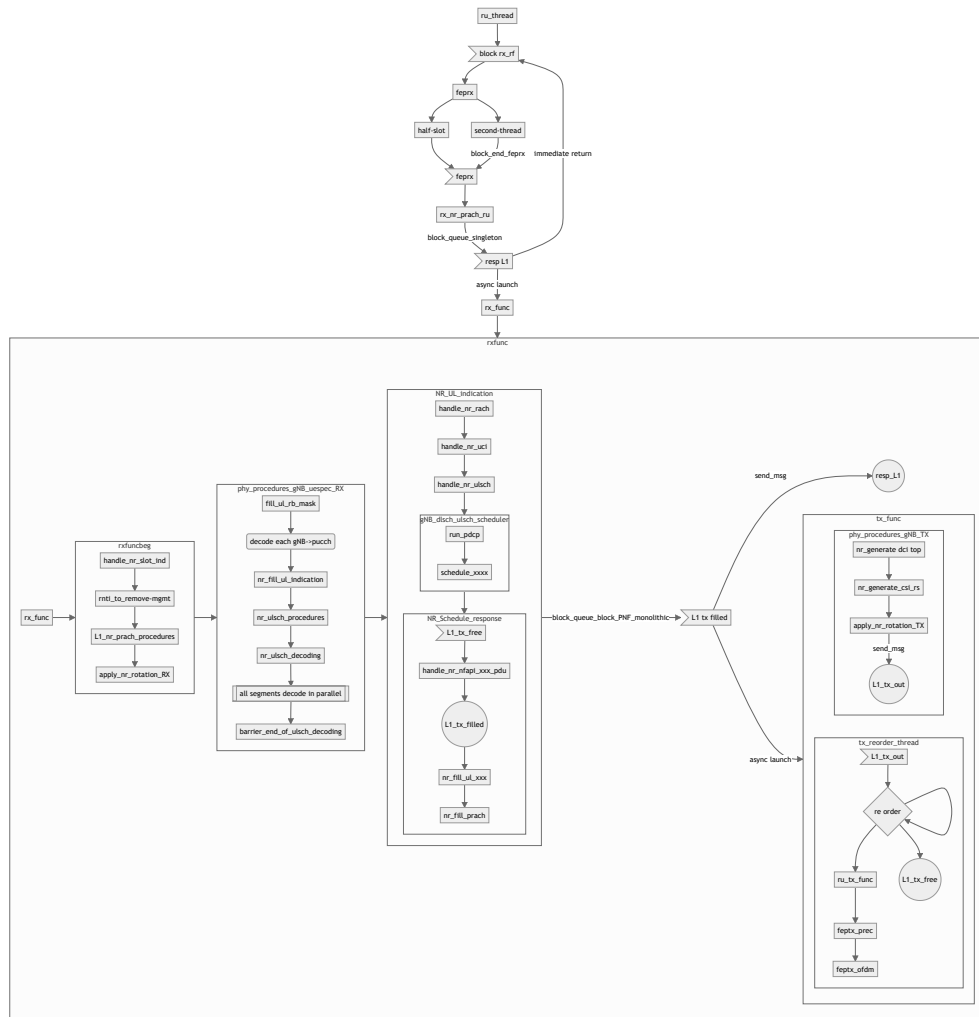 ru_thread
block rx_rf
feprx
half-slot
second-thread
block_end_feprx
immediate return
feprx
rx_nr_prach_ru
block_queue_singleton
resp L1
async launch
rx_func
rxfunc
rx_func
rxfuncbeg
handle_nr_slot_ind
rnti_to_remove-mgmt
L1_nr_prach_procedures
apply_nr_rotation_RX
phy_procedures_gNB_uespec_RX
fill_ul_rb_mask
decode each gNB->pucch
nr_fill_ul_indication
nr_ulsch_procedures
nr_ulsch_decoding
all segments decode in parallel
barrier_end_of_ulsch_decoding
NR_UL_indication
handle_nr_rach
handle_nr_uci
handle_nr_ulsch
gNB_dlsch_ulsch_scheduler
run_pdcp
schedule_xxxx
NR_Schedule_response
L1_tx_free
handle_nr_nfapi_xxx_pdu
L1_tx_filled
nr_fill_ul_xxx
nr_fill_prach
block_queue_block_PNF_monolithic
L1 tx filled
send_msg
resp_L1
async launch
tx_func
phy_procedures_gNB_TX
nr_generate dci top
nr_generate_csi_rs
apply_nr_rotation_TX
send_msg
L1_tx_out
tx_reorder_thread
L1_tx_out
re order
ru_tx_func
L1_tx_free
feptx_prec
feptx_ofdm